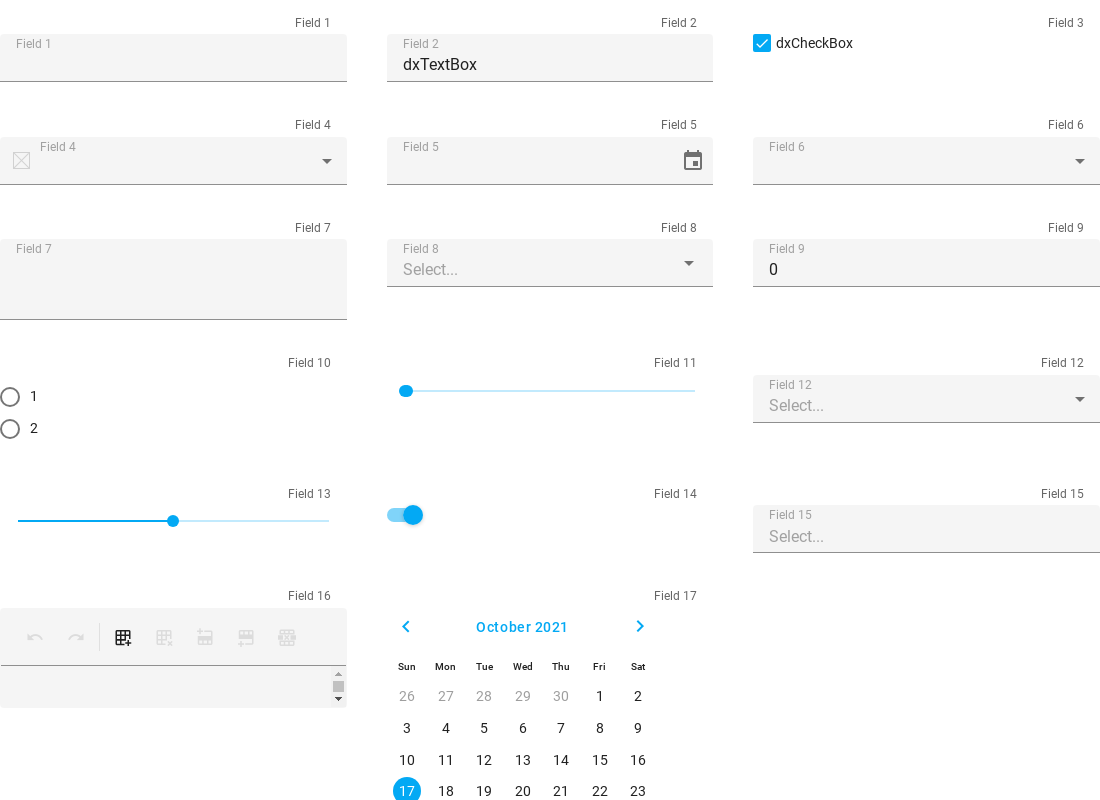 Field 1
Field 1
Field 2
Field 2
dxTextBox
Field 3
dxCheckBox
Field 4
Field 4
Field 5
Field 5
Field 6
Field 6
Field 7
Field 7
Field 8
Field 8
Select...
Field 9
Field 9
0
Field 10
1
2
Field 11
Field 12
Field 12
Select...
Field 13
Field 14
Field 15
Field 15
Select...
Field 16
Field 17
October 2021
Sun Mon Tue Wed Thu Fri Sat
26 27 28 29 30 1 2
3 4 5 6 7 8 9
10 11 12 13 14 15 16
17 18 19 20 21 22 23